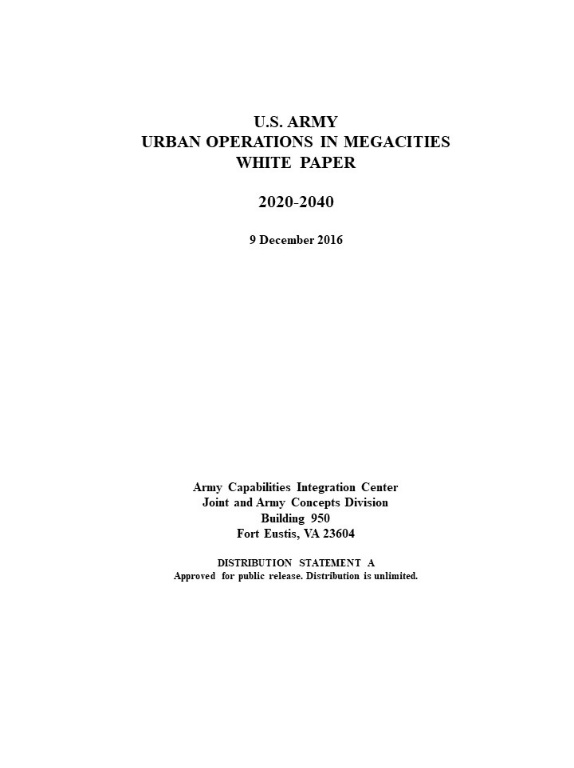 U.S. ARMY
URBAN OPERATIONS IN MEGACITIES
WHITE PAPER
2020-2040
9 December 2016
Army Capabilities Integration Center
Joint and Army Concepts Division
Building 950
Fort Eustis, VA 23604
DISTRIBUTION STATEMENT A
Approved for public release. Distribution is unlimited.